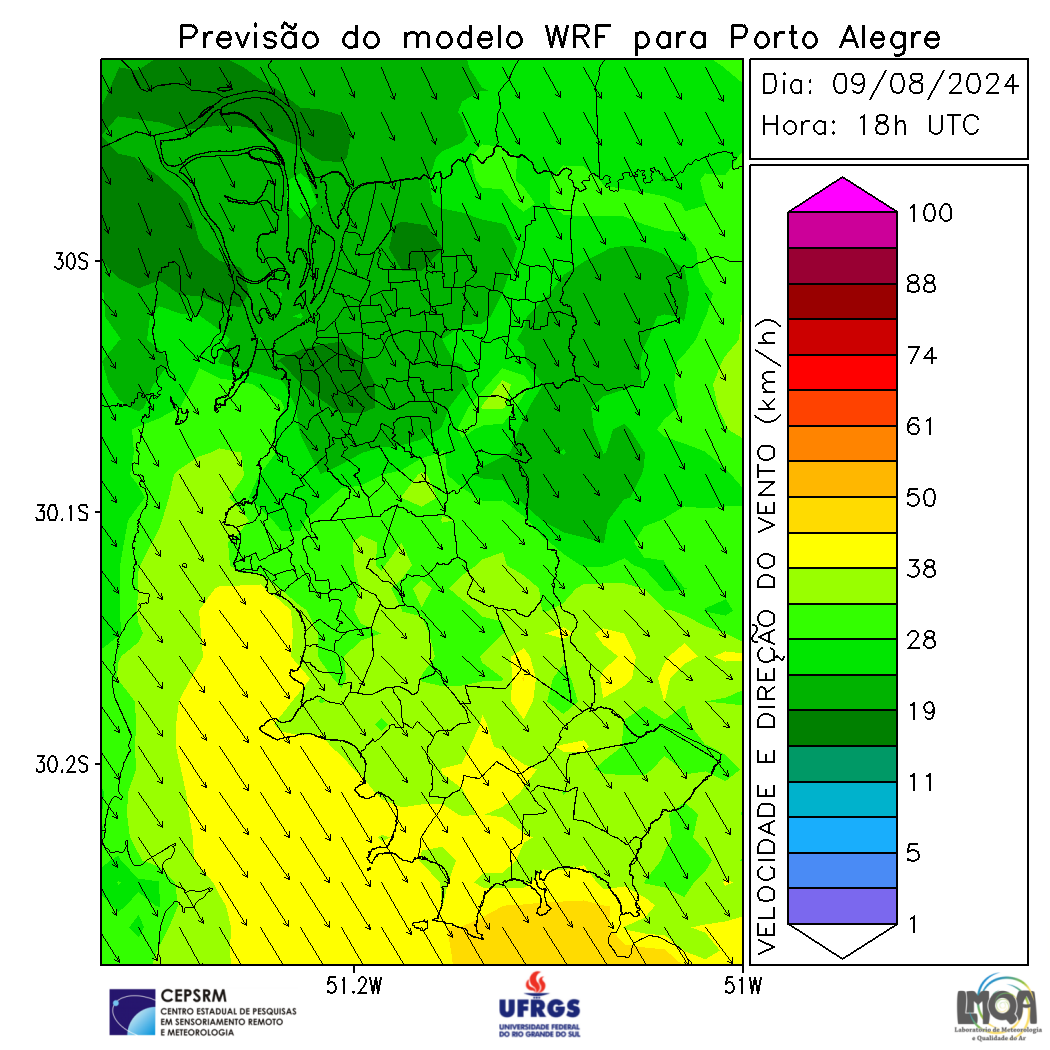 Previsão do modelo WRF para Porto Alegre
Dia: 09/08/2024
Hora: 18h UTC
30S
30.1S
30.2S
51.2W
51W
VELOCIDADE E DIREÇÃO DO VENTO (km/h)
100
88
74
61
50
38
28
19
11
5
1
CEPSRM
CENTRO ESTADUAL DE PESQUISAS
EM SENSORIAMENTO REMOTO
E METEOROLOGIA
UFRGS
UNIVERSIDADE FEDERAL
DO RIO GRANDE DO SUL
LMQA
Laboratório de Meteorologia
e Qualidade do Ar